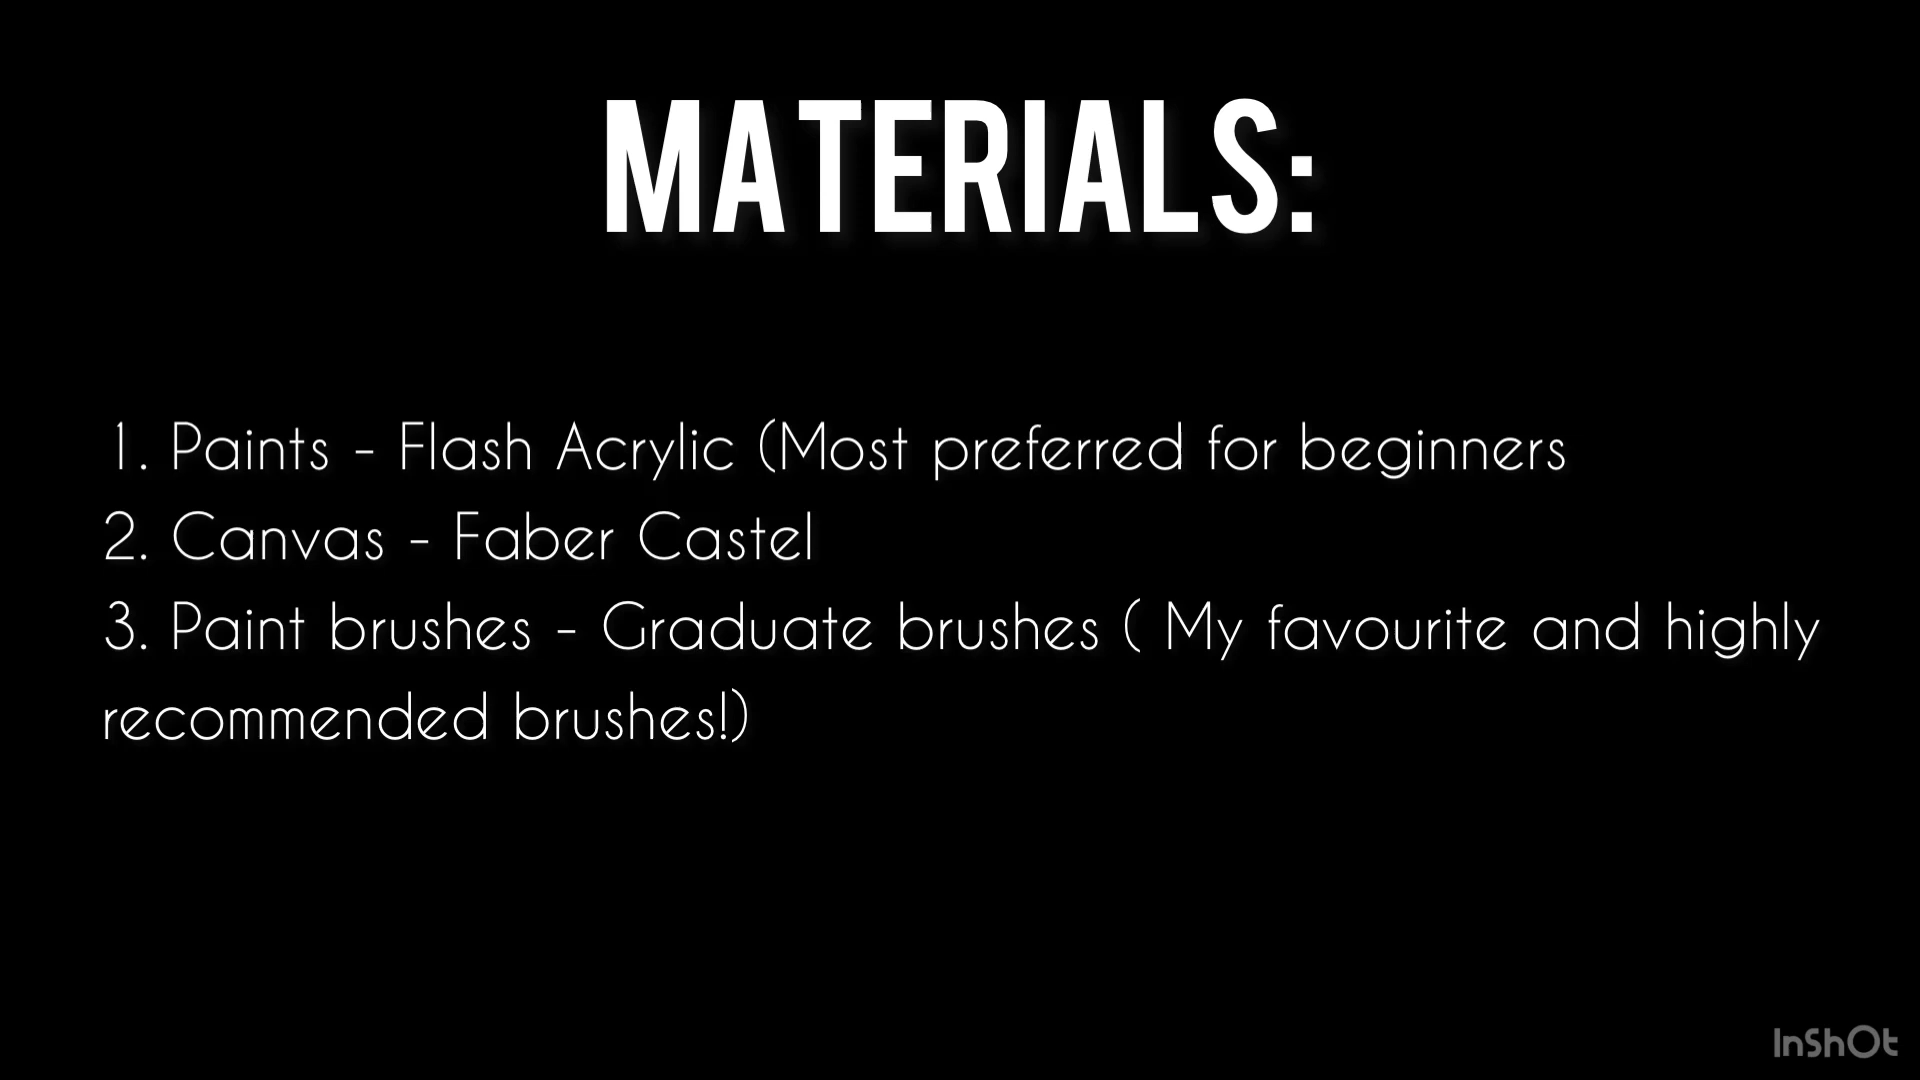 MATERIALS:
1. Paints - Flash Acrylic (Most preferred for beginners
2. Canvas - Faber Castel
3. Paint brushes - Graduate brushes ( My favourite and highly
recommended brushes!)
InShOt